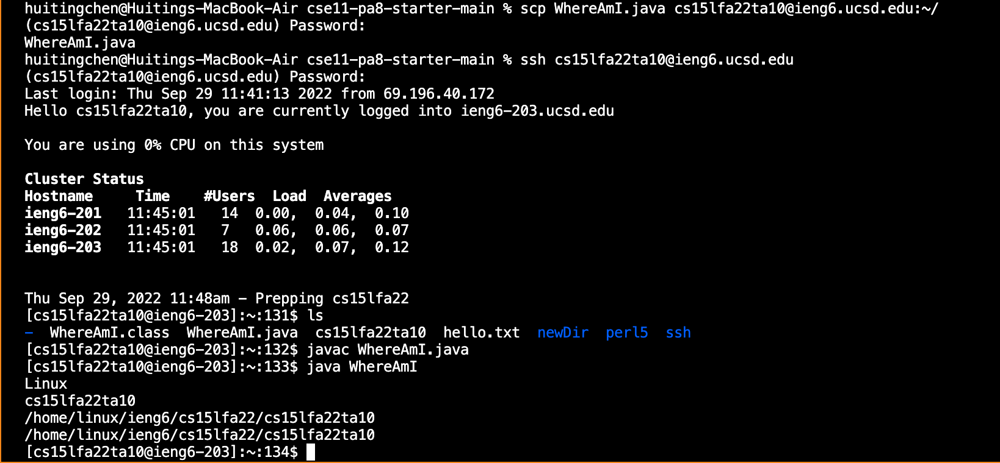 huitingchen@Huitings-MacBook-Air cse11-pa8-starter-main % scp WhereAmI.java cs15lfa22ta10@ieng6.ucsd.edu:~/
(cs15lfa22ta10@ieng6.ucsd.edu) Password:
WhereAmI.java
huitingchen@Huitings-MacBook-Air cse11-pa8-starter-main % ssh cs15lfa22ta10@ieng6.ucsd.edu
(cs15lfa22ta10@ieng6.ucsd.edu) Password:
Last login: Thu Sep 29 11:41:13 2022 from 69.196.40.172
Hello cs15lfa22ta10, you are currently logged into ieng6-203.ucsd.edu
You are using 0% CPU on this system
Cluster Status
Hostname     Time    #Users  Load  Averages
ieng6-201   11:45:01   14  0.00,  0.04,  0.10
ieng6-202   11:45:01   7   0.06,  0.06,  0.07
ieng6-203   11:45:01   18  0.02,  0.07,  0.12
Thu Sep 29, 2022 11:48am - Prepping cs15lfa22
[cs15lfa22ta10@ieng6-203]:~:131$ ls
-  WhereAmI.class  WhereAmI.java  cs15lfa22ta10  hello.txt  newDir  perl5  ssh
[cs15lfa22ta10@ieng6-203]:~:132$ javac WhereAmI.java
[cs15lfa22ta10@ieng6-203]:~:133$ java WhereAmI
Linux
cs15lfa22ta10
/home/linux/ieng6/cs15lfa22/cs15lfa22ta10
/home/linux/ieng6/cs15lfa22/cs15lfa22ta10
[cs15lfa22ta10@ieng6-203]:~:134$